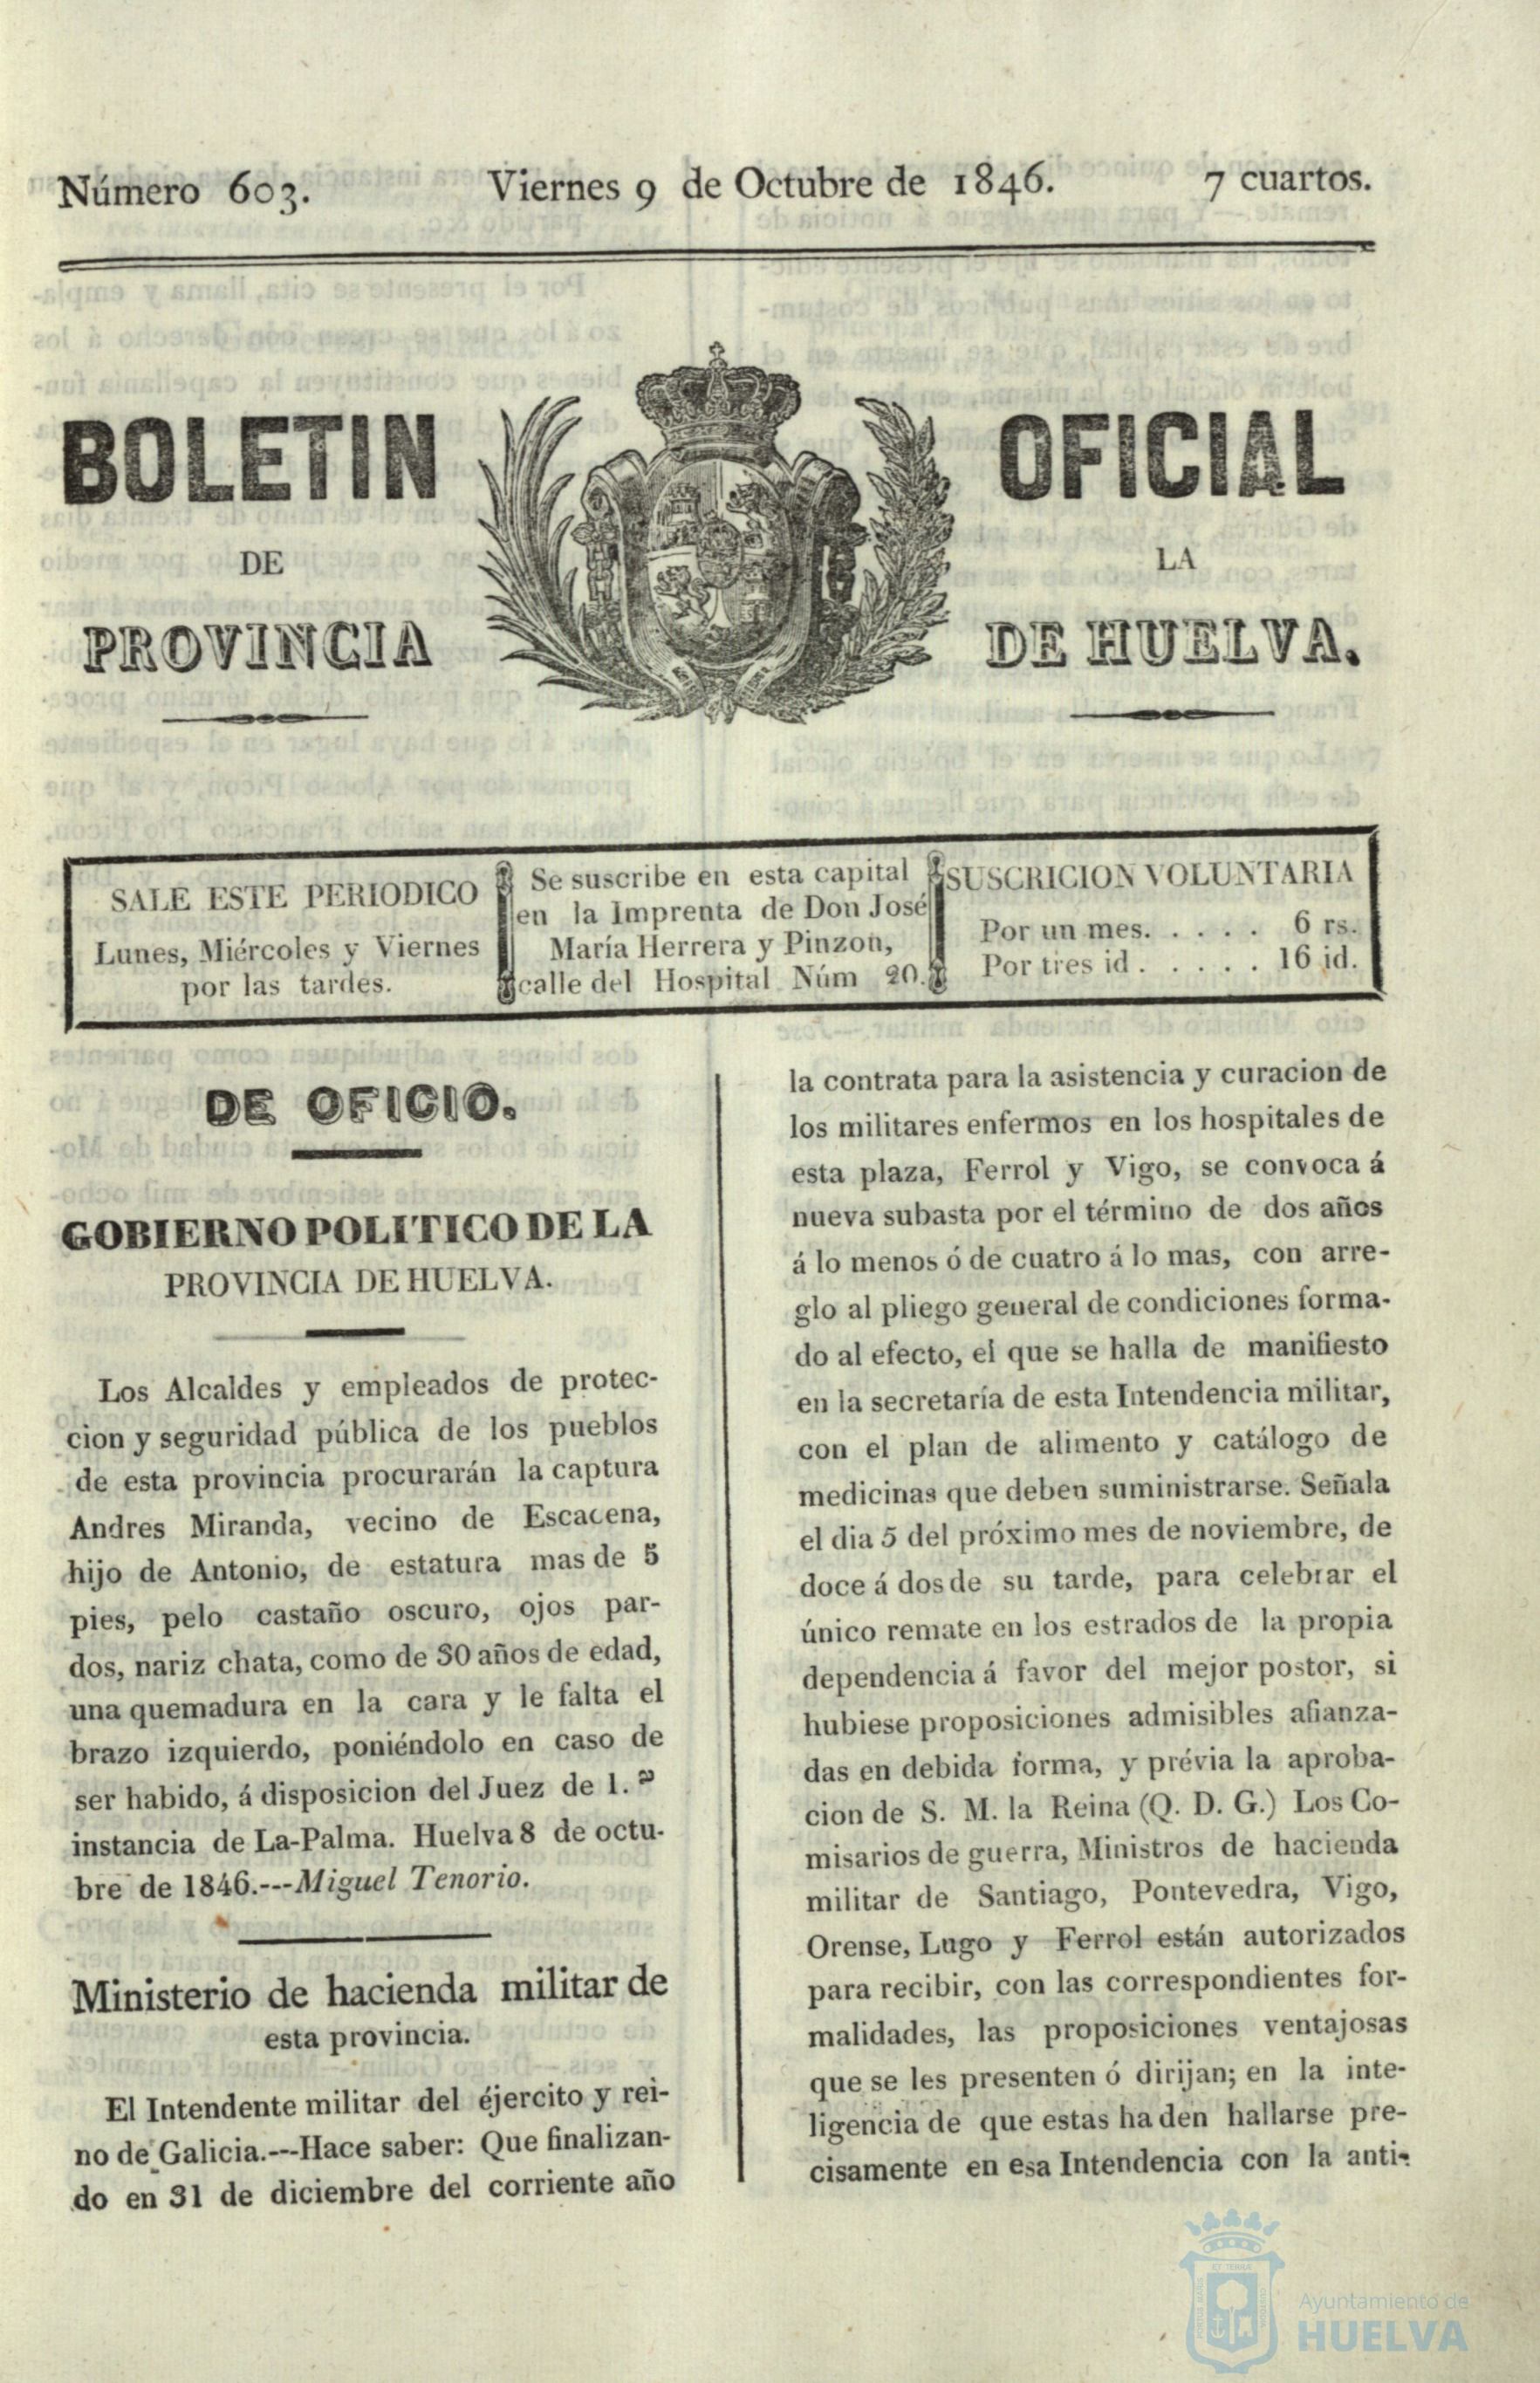 Número 603. Viernes 9 de Octubre de 1846. 7 cuartos.
BOLETIN OFICIAL
DE LA
PROVINCIA DE HUELVA.
SALE ESTE PERIODICO
Lunes, Miércoles y Viernes
por las tardes.
Se suscribe en esta capital
en la Imprenta de Don José
María Herrera y Pinzon,
calle del Hospital Núm 20.
SUSCRICION VOLUNTARIA
Por un mes. . . . . 6 rs.
Por tres id . . . . . 16 id.
DE OFICIO.
GOBIERNO POLITICO DE LA
PROVINCIA DE HUELVA.
Los Alcaldes y empleados de protec-
cion y seguridad pública de los pueblos
de esta provincia procurarán la captura
Andres Miranda, vecino de Escacena,
hijo de Antonio, de estatura mas de 5
pies, pelo castaño oscuro, ojos par-
dos, nariz chata, como de 30 años de edad,
una quemadura en la cara y le falta el
brazo izquierdo, poniéndolo en caso de
ser habido, á disposicion del Juez de 1.ª
instancia de La-Palma. Huelva 8 de octu-
bre de 1846.---Miguel Tenorio.
Ministerio de hacienda militar de
esta provincia.
El Intendente militar del éjercito y rei-
no de Galicia.---Hace saber: Que finalizan-
do en 31 de diciembre del corriente año
la contrata para la asistencia y curacion de
los militares enfermos en los hospitales de
esta plaza, Ferrol y Vigo, se convoca á
nueva subasta por el término de dos años
á lo menos ó de cuatro á lo mas, con arre-
glo al pliego general de condiciones forma-
do al efecto, el que se halla de manifiesto
en la secretaría de esta Intendencia militar,
con el plan de alimento y catálogo de
medicinas que deben suministrarse. Señala
el dia 5 del próximo mes de noviembre, de
doce á dos de su tarde, para celebrar el
único remate en los estrados de la propia
dependencia á favor del mejor postor, si
hubiese proposiciones admisibles afianza-
das en debida forma, y prévia la aproba-
cion de S. M. la Reina (Q. D. G.) Los Co-
misarios de guerra, Ministros de hacienda
militar de Santiago, Pontevedra, Vigo,
Orense, Lugo y Ferrol están autorizados
para recibir, con las correspondientes for-
malidades, las proposiciones ventajosas
que se les presenten ó dirijan; en la inte-
ligencia de que estas ha den hallarse pre-
cisamente en esa Intendencia con la anti-
Ayuntamiento de
HUELVA